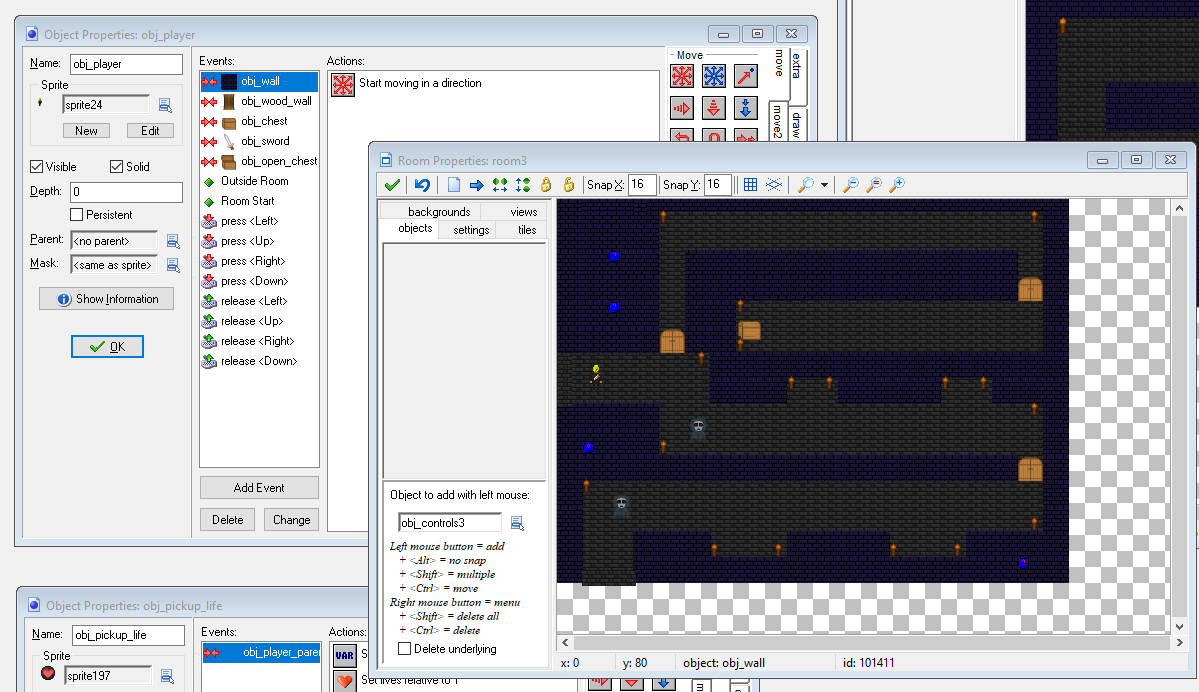 Object Properties: obj_player
Name: obj_player
Sprite
sprite24
New Edit
Visible Solid
Depth: 0
Persistent
Parent: <no parent>
Mask: <same as sprite>
Show Information
OK
Events:
obj_wall
obj_wood_wall
obj_chest
obj_sword
obj_open_chest
Outside Room
Room Start
press <Left>
press <Up>
press <Right>
press <Down>
release <Left>
release <Up>
release <Right>
release <Down>
Add Event
Delete Change
Actions:
Start moving in a direction
Move
move
extra
move2
draw
Room Properties: room3
Snap X: 16 Snap Y: 16
backgrounds views
objects settings tiles
Object to add with left mouse:
obj_controls3
Left mouse button = add
+ <Alt> = no snap
+ <Shift> = multiple
+ <Ctrl> = move
Right mouse button = menu
+ <Shift> = delete all
+ <Ctrl> = delete
Delete underlying
x: 0 y: 80 object: obj_wall id: 101411
Object Properties: obj_pickup_life
Name: obj_pickup_life
Sprite
sprite197
Events:
obj_player_pare
Actions:
VAR
Set lives relative to 1